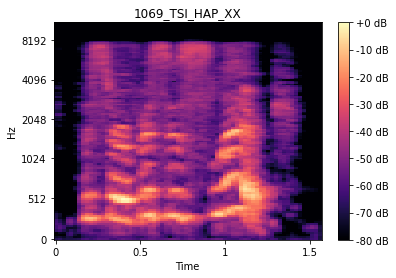 1069_TSI_HAP_XX
8192
4096
2048
1024
512
0
Hz
0
0.5
1
1.5
Time
+0 dB
-10 dB
-20 dB
-30 dB
-40 dB
-50 dB
-60 dB
-70 dB
-80 dB